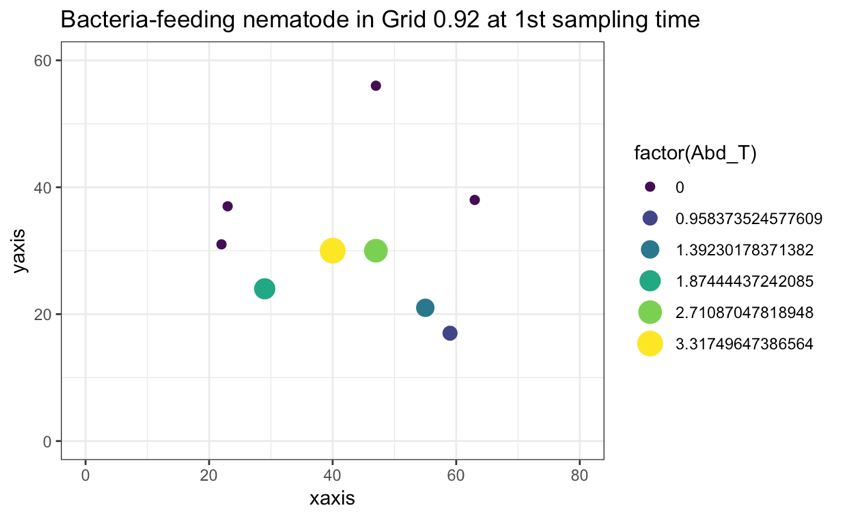 Bacteria-feeding nematode in Grid 0.92 at 1st sampling time
60
40
20
0
yaxis
0 20 40 60 80
xaxis
factor(Abd_T)
0
0.958373524577609
1.39230178371382
1.87444437242085
2.71087047818948
3.31749647386564